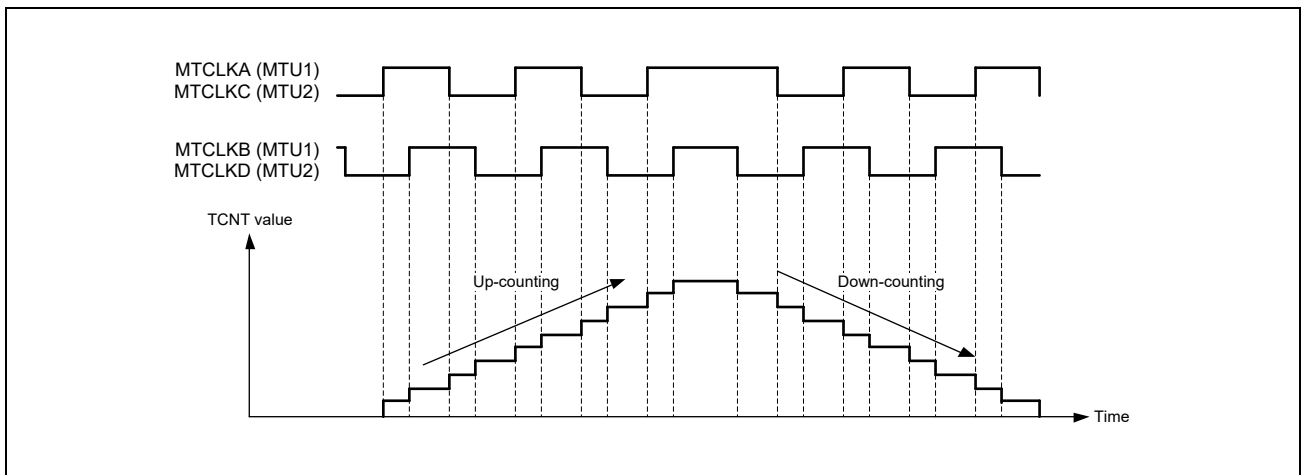 MTCLKA (MTU1)
MTCLKC (MTU2)
MTCLKB (MTU1)
MTCLKD (MTU2)
TCNT value
Up-counting
Down-counting
Time